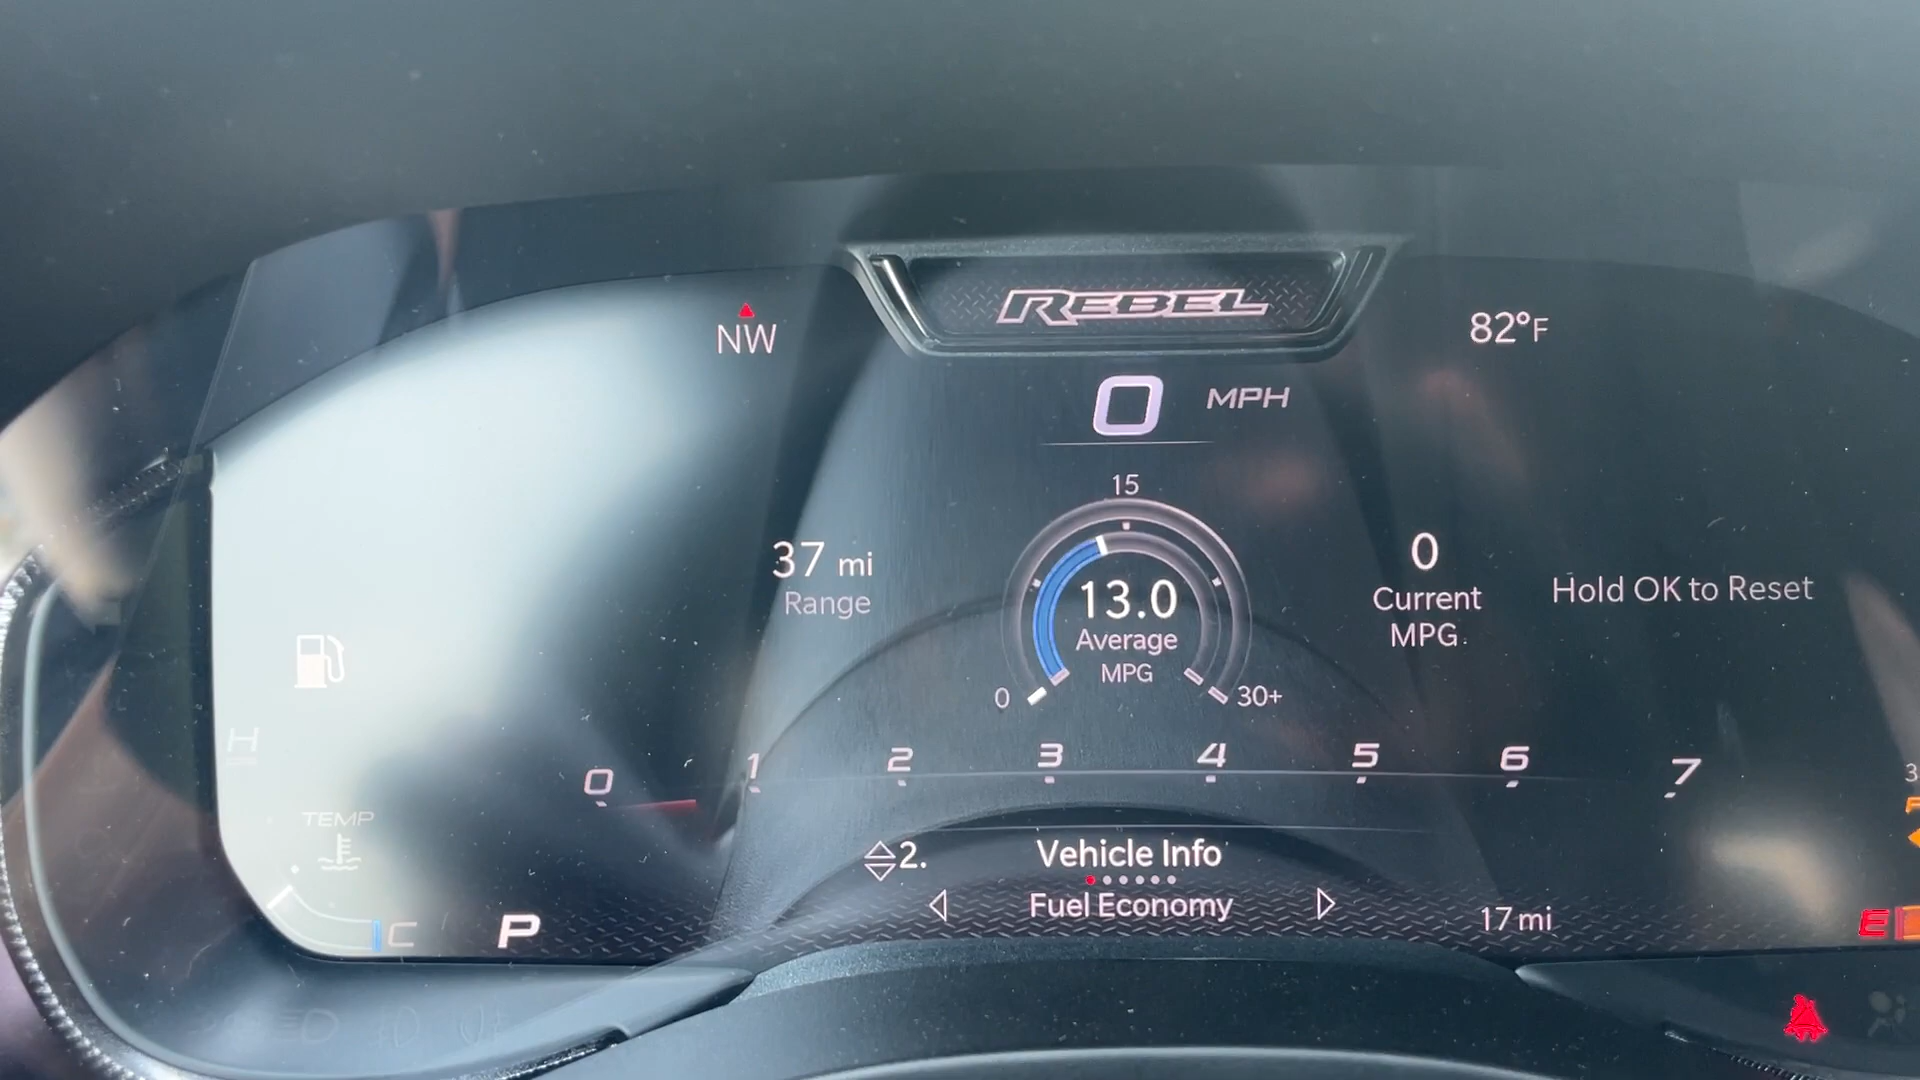 REBEL
NW
82°F
0 MPH
15
37 mi
Range
13.0
Average
MPG
0
30+
0
Current
MPG
Hold OK to Reset
H
TEMP
C
P
0 1 2 3 4 5 6 7
2.
Vehicle Info
Fuel Economy
17 mi
E